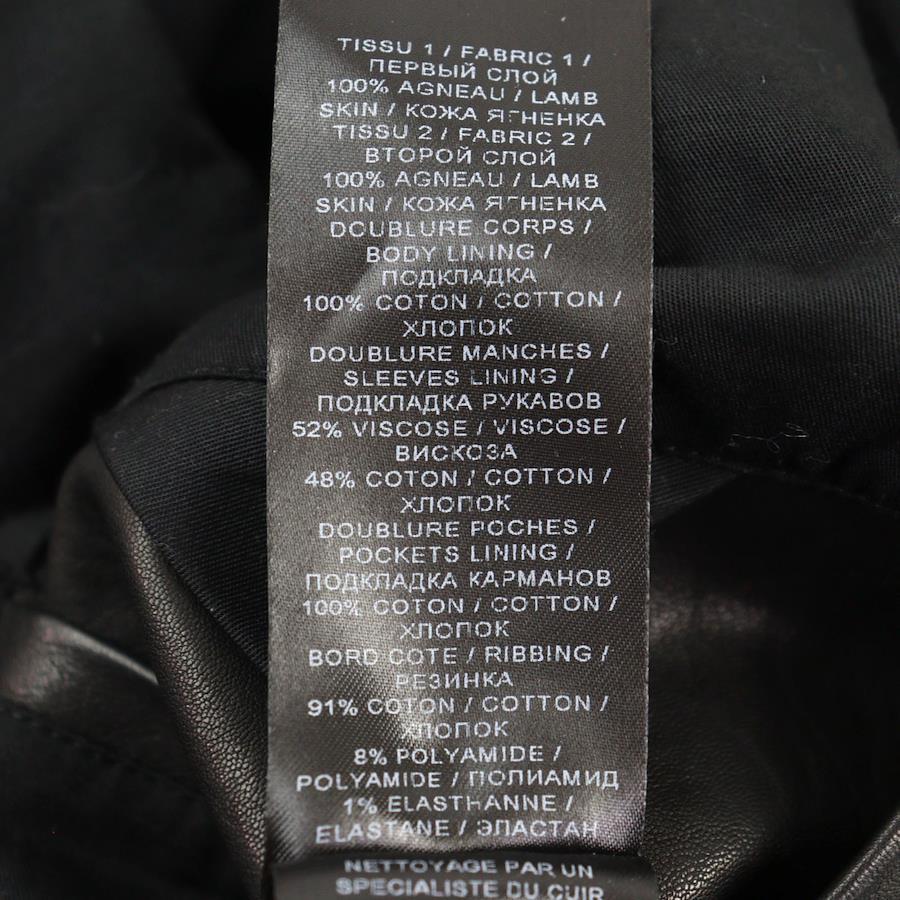 TISSU 1 / FABRIC 1 /
ПЕРВЫЙ СЛОЙ
100% AGNEAU / LAMB
SKIN / КОЖА ЯГНЕНКА
TISSU 2 / FABRIC 2 /
ВТОРОЙ СЛОЙ
100% AGNEAU / LAMB
SKIN / КОЖА ЯГНЕНКА
DOUBLURE CORPS /
BODY LINING /
ПОДКЛАДКА
100% COTON / COTTON /
ХЛОПОК
DOUBLURE MANCHES /
SLEEVES LINING /
ПОДКЛАДКА РУКАВОВ
52% VISCOSE / VISCOSE /
ВИСКОЗА
48% COTON / COTTON /
ХЛОПОК
DOUBLURE POCHES /
POCKETS LINING /
ПОДКЛАДКА КАРМАНОВ
100% COTON / COTTON /
ХЛОПОК
BORD COTE / RIBBING /
РЕЗИНКА
91% COTON / COTTON /
ХЛОПОК
8% POLYAMIDE /
POLYAMIDE / ПОЛИАМИД
1% ELASTHANNE /
ELASTANE / ЭЛАСТАН
NETTOYAGE PAR UN
SPECIALISTE DU CUIR